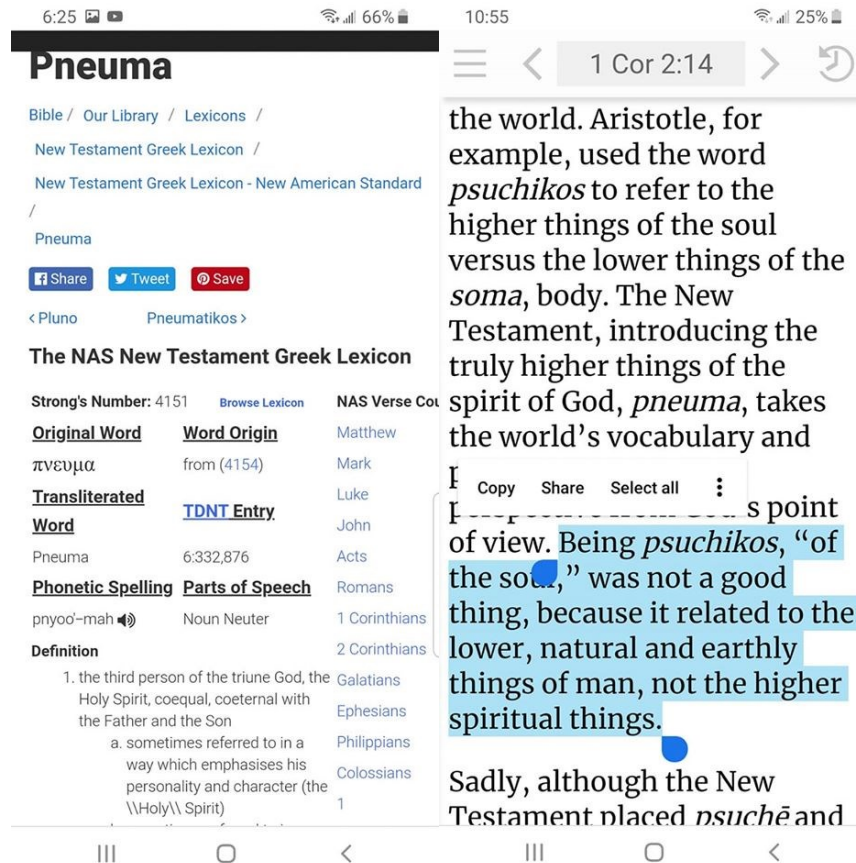 6:25 66%
Pneuma
Bible / Our Library / Lexicons /
New Testament Greek Lexicon /
New Testament Greek Lexicon - New American Standard
/
Pneuma
Share Tweet Save
< Pluno Pneumatikos >
The NAS New Testament Greek Lexicon
Strong's Number: 4151 Browse Lexicon
Original Word Word Origin
πνευμα from (4154)
Transliterated
Word
TDNT Entry
Pneuma 6:332,876
Phonetic Spelling Parts of Speech
pnyoo'-mah Noun Neuter
Definition
1. the third person of the triune God, the
Holy Spirit, coequal, coeternal with
the Father and the Son
a. sometimes referred to in a
way which emphasises his
personality and character (the
\\Holy\\ Spirit)
NAS Verse
Matthew
Mark
Luke
John
Acts
Romans
1 Corinthians
2 Corinthians
Galatians
Ephesians
Philippians
Colossians
1
10:55 25%
1 Cor 2:14
the world. Aristotle, for
example, used the word
psuchikos to refer to the
higher things of the soul
versus the lower things of the
soma, body. The New
Testament, introducing the
truly higher things of the
spirit of God, pneuma, takes
the world's vocabulary and
Copy Share Select all
s point
of view. Being psuchikos, “of
the soul,” was not a good
thing, because it related to the
lower, natural and earthly
things of man, not the higher
spiritual things.
Sadly, although the New
Testament placed psuchē and